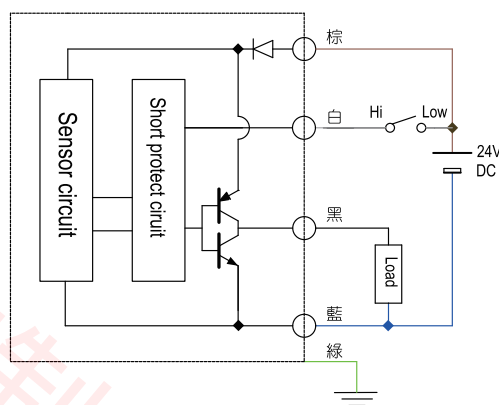 棕
白
Hi
Low
24V
DC
Sensor circuit
Short protect ciruit
黑
Load
藍
綠